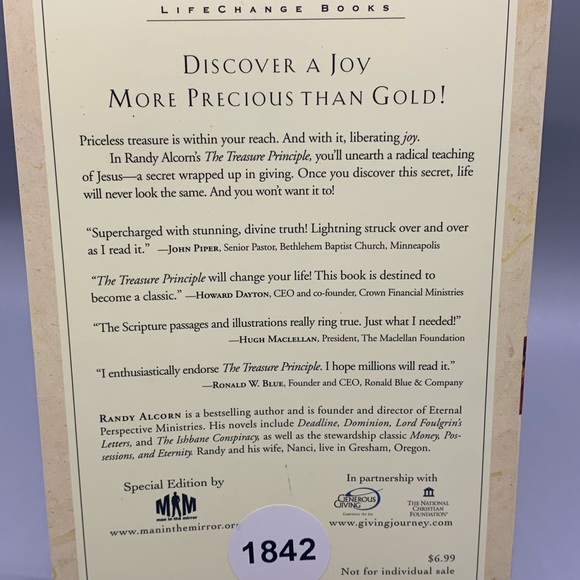 LifeChange Books
Discover a Joy
More Precious than Gold!
Priceless treasure is within your reach. And with it, liberating joy.
In Randy Alcorn's The Treasure Principle, you'll unearth a radical teaching
of Jesus—a secret wrapped up in giving. Once you discover this secret, life
will never look the same. And you won't want it to!
"Supercharged with stunning, divine truth! Lightning struck over and over
as I read it." —John Piper, Senior Pastor, Bethlehem Baptist Church, Minneapolis
"The Treasure Principle will change your life! This book is destined to
become a classic." —Howard Dayton, CEO and co-founder, Crown Financial Ministries
"The Scripture passages and illustrations really ring true. Just what I needed!"
—Hugh Maclellan, President, The Maclellan Foundation
"I enthusiastically endorse The Treasure Principle. I hope millions will read it."
—Ronald W. Blue, Founder and CEO, Ronald Blue & Company
Randy Alcorn is a bestselling author and is founder and director of Eternal
Perspective Ministries. His novels include Deadline, Dominion, Lord Foulgrin's
Letters, and The Ishbane Conspiracy, as well as the stewardship classic Money, Pos-
sessions, and Eternity. Randy and his wife, Nanci, live in Gresham, Oregon.
Special Edition by
MiM
man in the mirror
www.maninthemirror.org
In partnership with
Generous
Giving
Experience the Joy
The National
Christian
Foundation
www.givingjourney.com
1842
$6.99
Not for individual sale